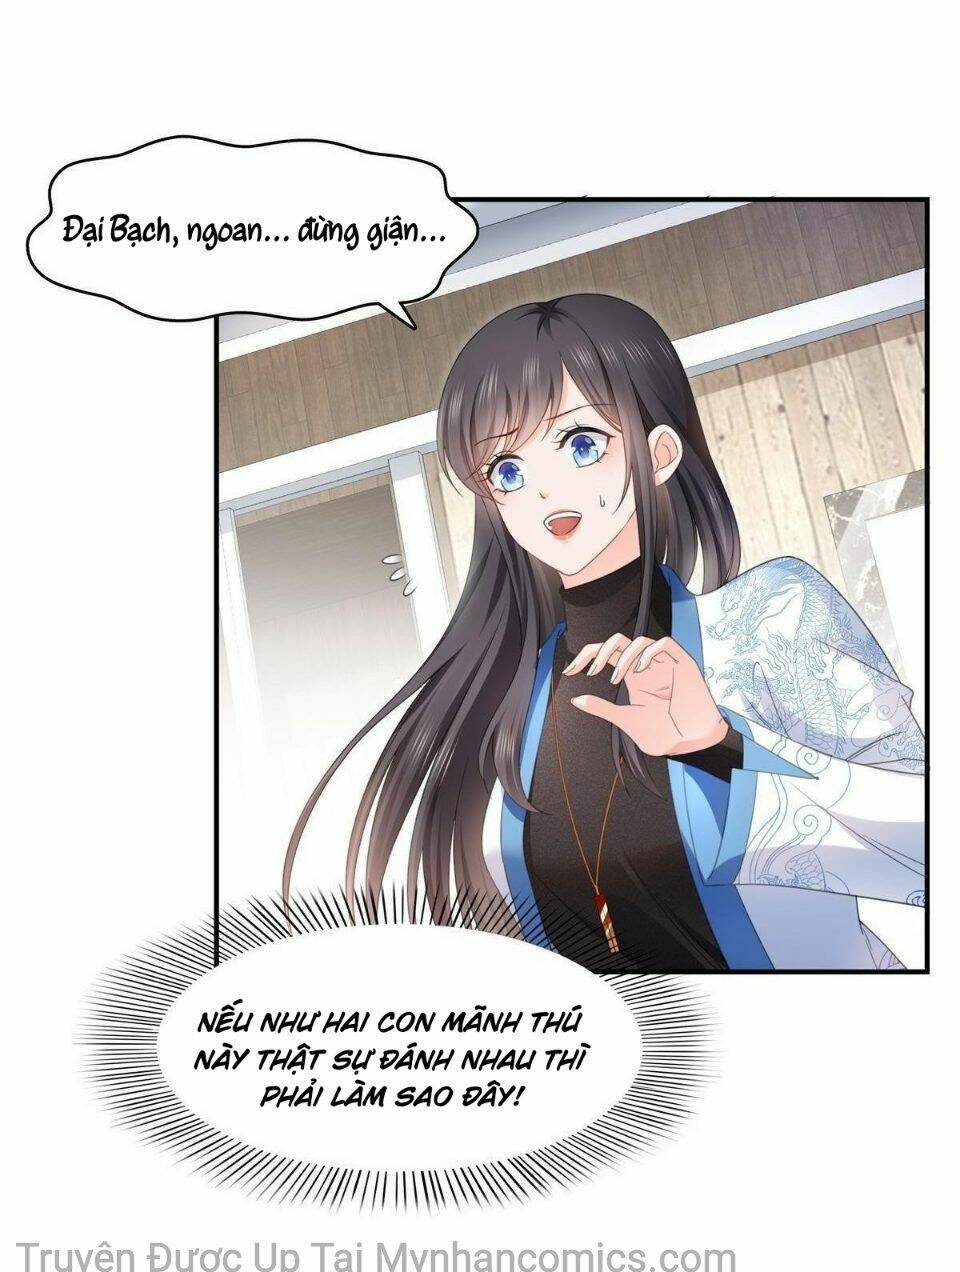 Đại Bạch, ngoan... đừng giận...
NẾU NHƯ HAI CON MÃNH THÚ
NÀY THẬT SỰ ĐÁNH NHAU THÌ
PHẢI LÀM SAO ĐÂY!
Truyện Được Up Tại Mynhancomics.com